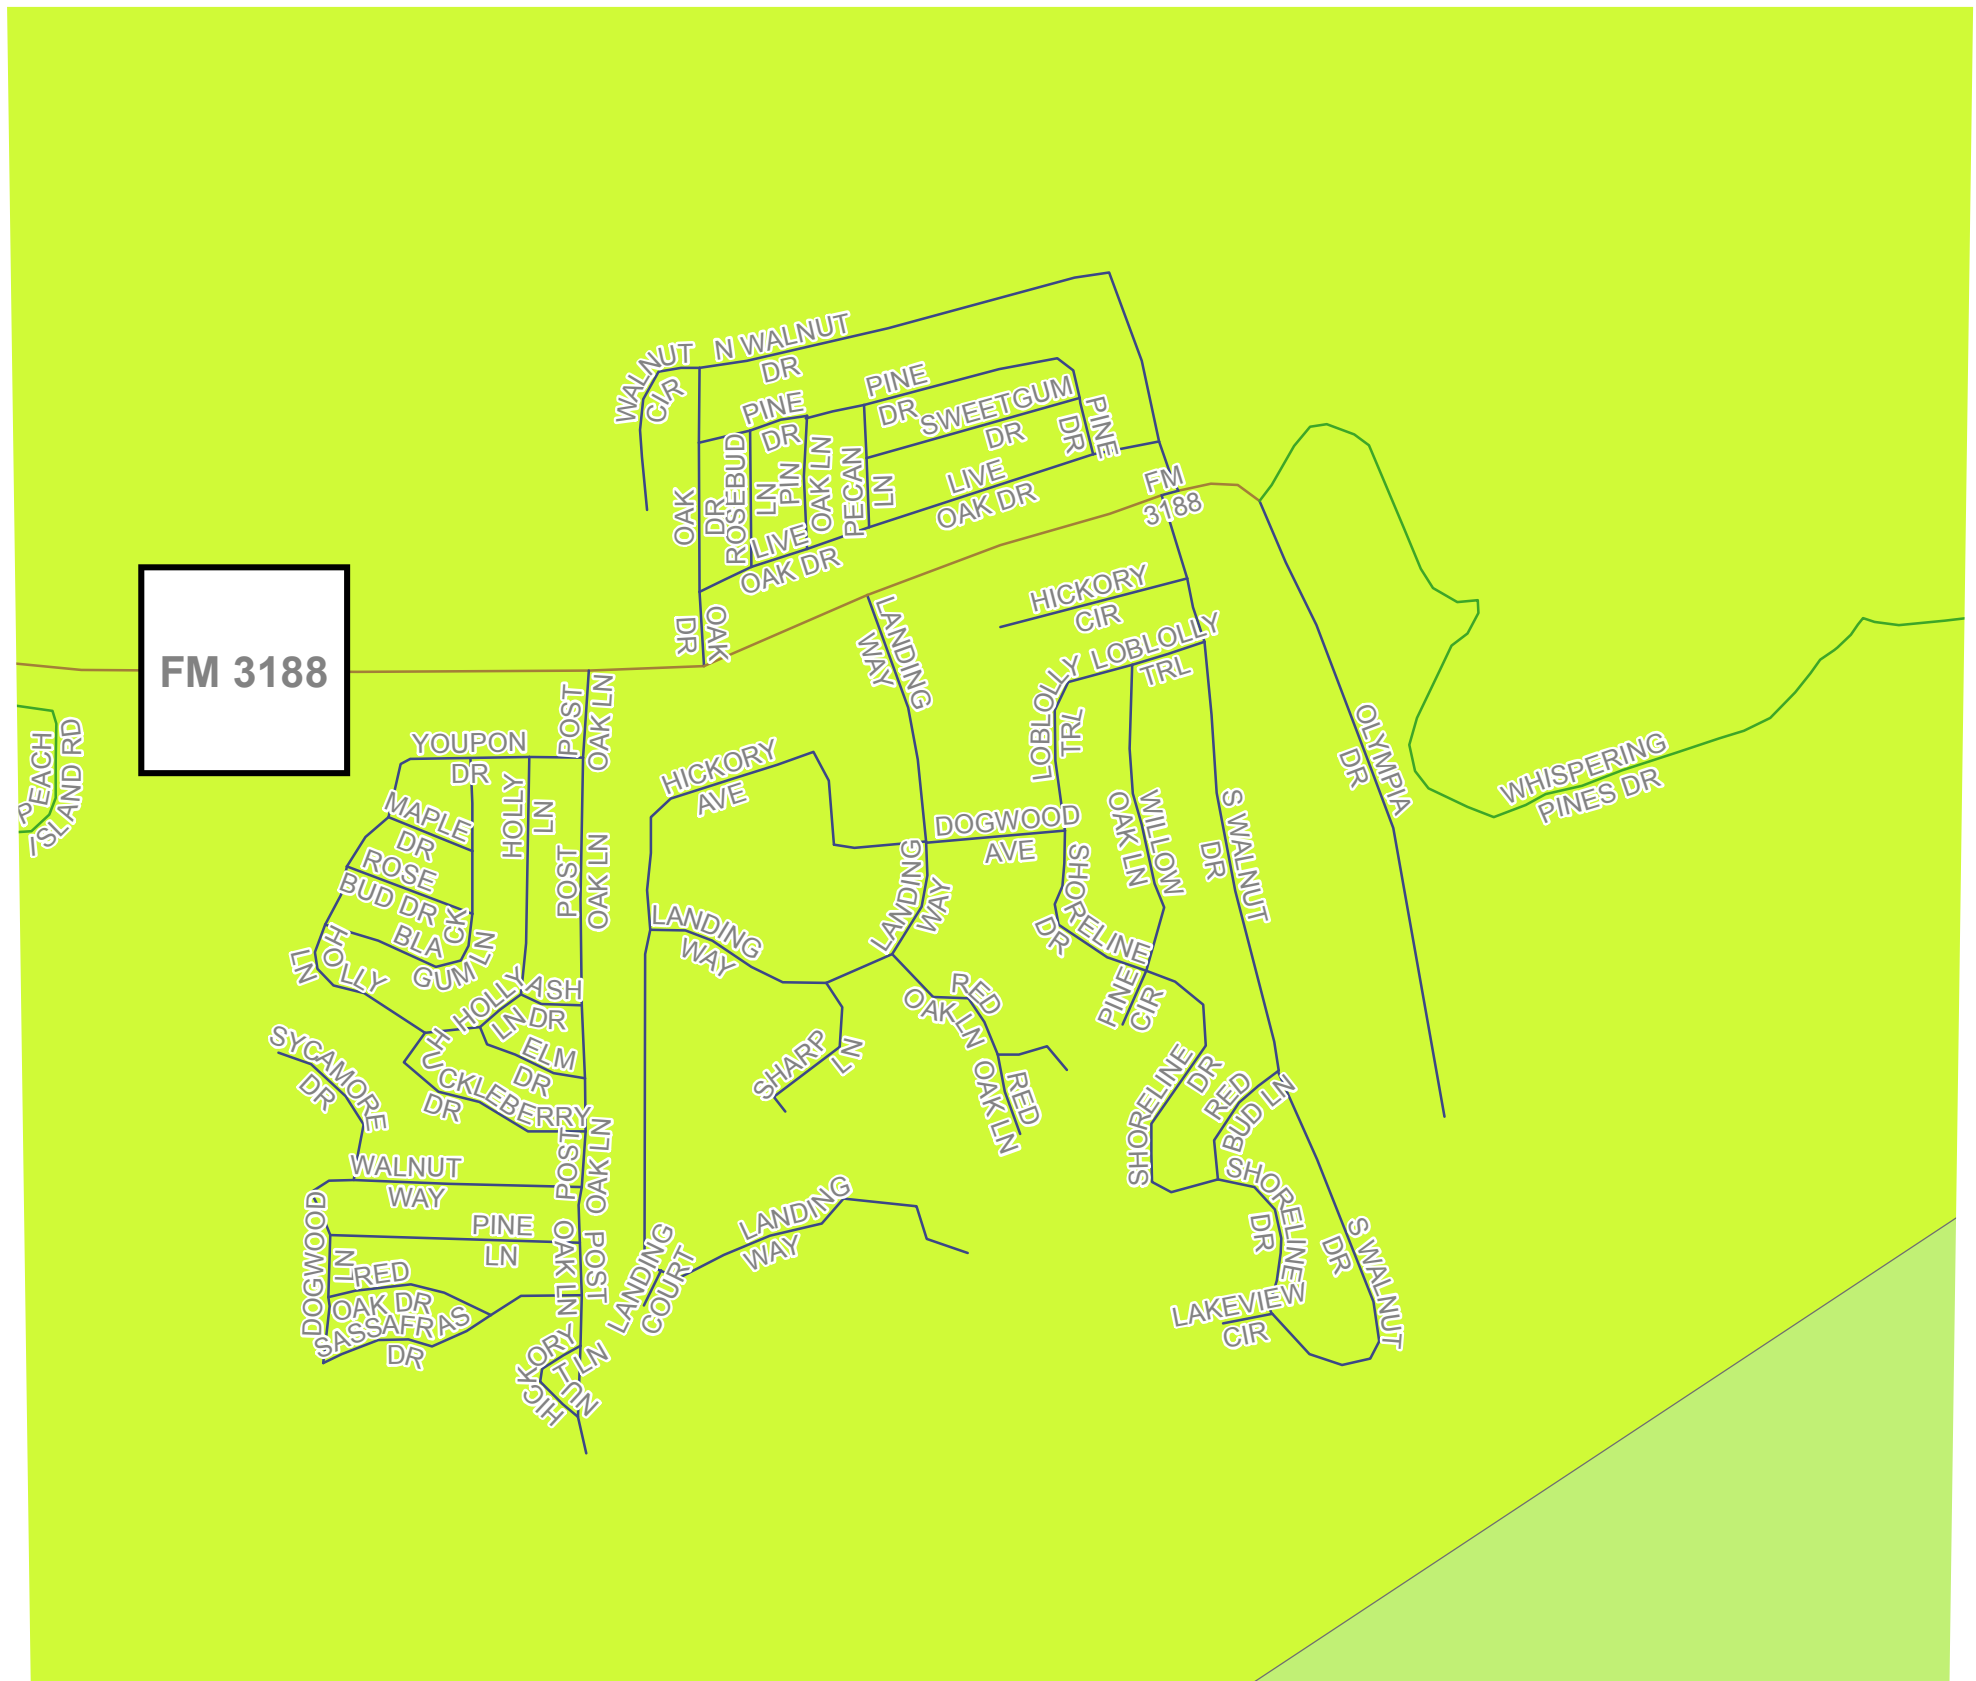 N WALNUT
DR
WALNUT
CIR
PINE
DR
PINE
DR
SWEETGUM
DR
PINE
DR
OAK
DR
ROSEBUD
LN
PIN
OAK LN
PECAN
LN
LIVE
OAK DR
LIVE
OAK DR
FM
3188
OAK
DR
HICKORY
CIR
LANDING
WAY
LOBLOLLY
TRL
LOBLOLLY
TRL
FM 3188
POST
OAK LN
PEACH
ISLAND RD
YOUPON
DR
MAPLE
DR
HOLLY
LN
ROSE
BUD DR
BLACK
GUM LN
POST
OAK LN
HICKORY
AVE
DOGWOOD
AVE
LANDING
WAY
LANDING
WAY
WILLOW
OAK LN
S WALNUT
DR
OLYMPIA
DR
WHISPERING
PINES DR
SHORELINE
DR
PINE
CIR
HOLLY
LN
HOLLY
LN
ASH
DR
ELM
DR
HUCKLEBERRY
DR
SYCAMORE
DR
RED
OAK LN
RED
OAK LN
SHARP
LN
SHORELINE
DR
RED
BUD LN
POST
OAK LN
WALNUT
WAY
DOGWOOD
LN
PINE
LN
RED
OAK DR
SASSAFRAS
DR
POST
OAK LN
LANDING
COURT
LANDING
WAY
SHORELINE
DR
S WALNUT
DR
LAKEVIEW
CIR
HICKORY
NUT LN